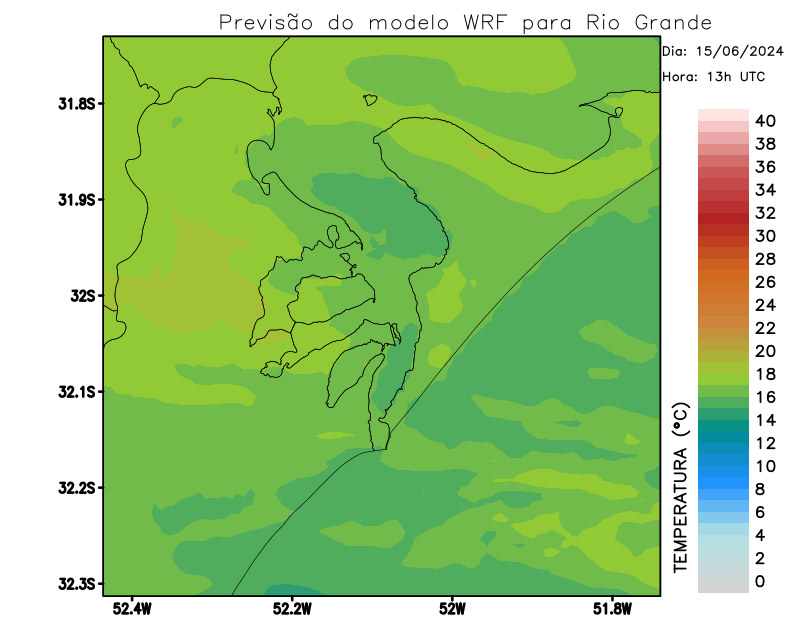 Previsão do modelo WRF para Rio Grande
Dia: 15/06/2024
Hora: 13h UTC
31.8S
31.9S
32S
32.1S
32.2S
32.3S
52.4W
52.2W
52W
51.8W
TEMPERATURA (°C)
40
38
36
34
32
30
28
26
24
22
20
18
16
14
12
10
8
6
4
2
0